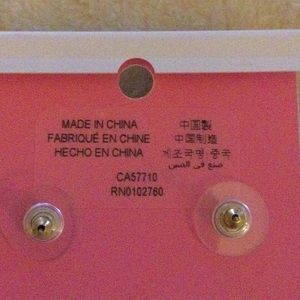 MADE IN CHINA
FABRIQUÉ EN CHINE
HECHO EN CHINA
中国製
中国制造
제조국명:중국
صنع في الصين
CA57710
RN0102760